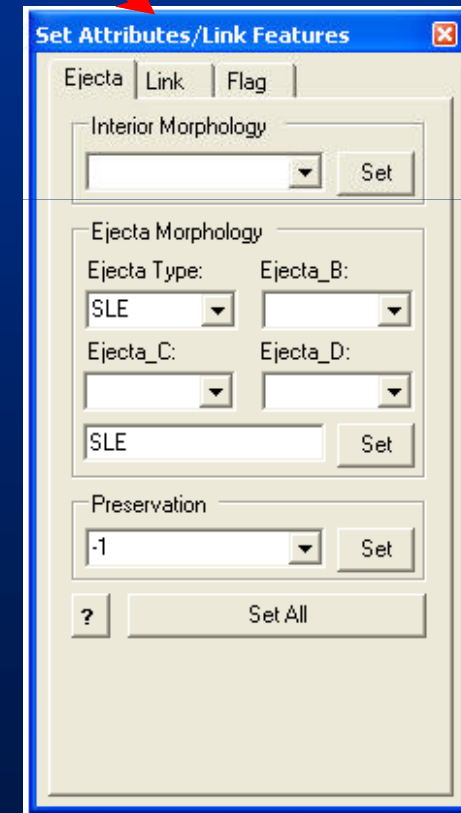 Set Attributes/Link Features
Ejecta Link Flag
Interior Morphology
Set
Ejecta Morphology
Ejecta Type: Ejecta_B:
SLE
Ejecta_C: Ejecta_D:
SLE Set
Preservation
-1 Set
? Set All